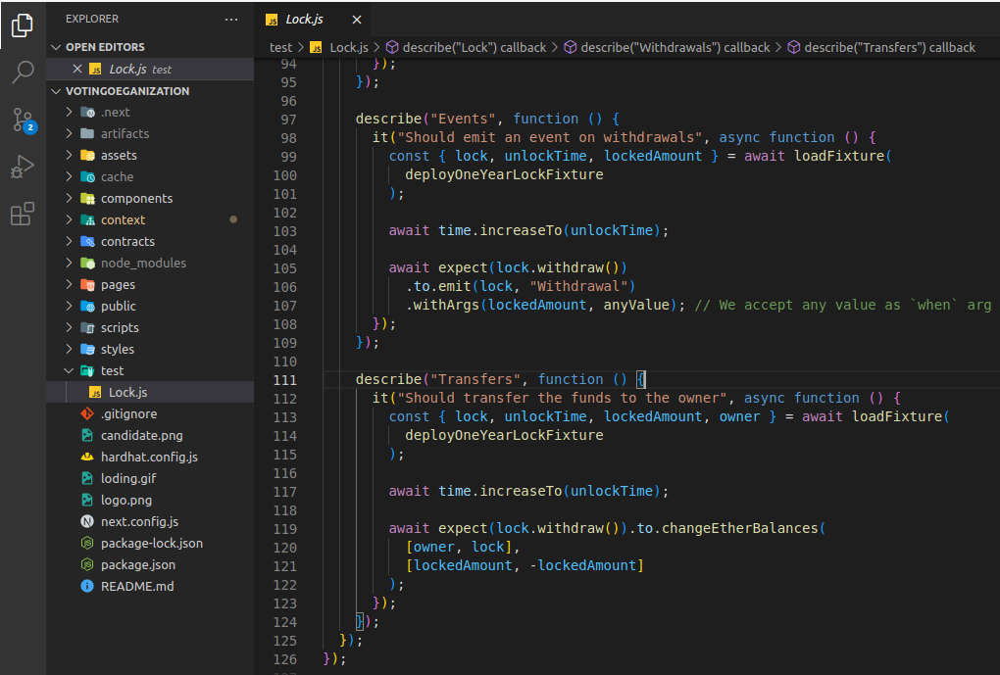 EXPLORER
OPEN EDITORS
Lock.js test
VOTINGOEGANIZATION
.next
artifacts
assets
cache
components
context
contracts
node_modules
pages
public
scripts
styles
test
Lock.js
.gitignore
candidate.png
hardhat.config.js
loding.gif
logo.png
next.config.js
package-lock.json
package.json
README.md
2
Lock.js
test > Lock.js > describe("Lock") callback > describe("Withdrawals") callback > describe("Transfers") callback
94 });
95 });
96
97 describe("Events", function () {
98 it("Should emit an event on withdrawals", async function () {
99 const { lock, unlockTime, lockedAmount } = await loadFixture(
100 deployOneYearLockFixture
101 );
102
103 await time.increaseTo(unlockTime);
104
105 await expect(lock.withdraw())
106 .to.emit(lock, "Withdrawal")
107 .withArgs(lockedAmount, anyValue); // We accept any value as `when` arg
108 });
109 });
110
111 describe("Transfers", function () {
112 it("Should transfer the funds to the owner", async function () {
113 const { lock, unlockTime, lockedAmount, owner } = await loadFixture(
114 deployOneYearLockFixture
115 );
116
117 await time.increaseTo(unlockTime);
118
119 await expect(lock.withdraw()).to.changeEtherBalances(
120 [owner, lock],
121 [lockedAmount, -lockedAmount]
122 );
123 });
124 });
125 });
126 });